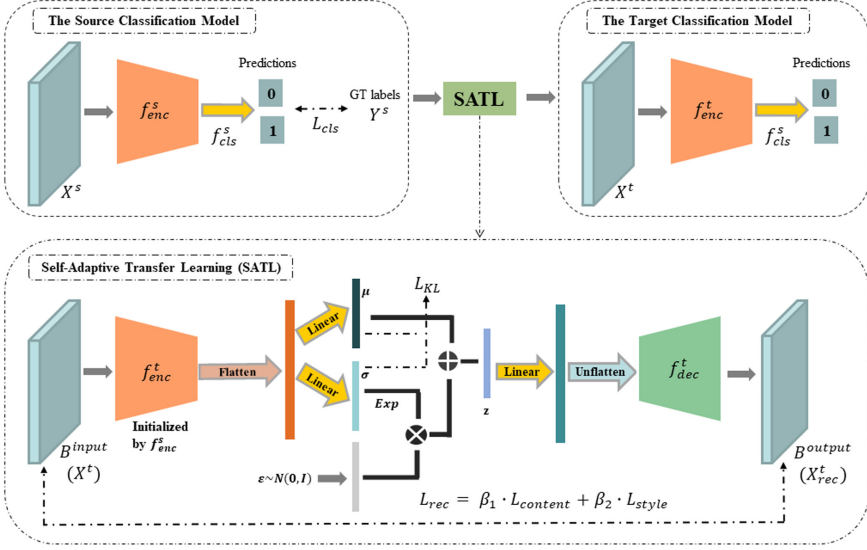 The Source Classification Model
X^s
f^s_enc
f^s_cls
Predictions
0
1
L_cls
GT labels
Y^s
SATL
The Target Classification Model
X^t
f^t_enc
f^s_cls
Predictions
0
1
Self-Adaptive Transfer Learning (SATL)
B^input
(X^t)
f^t_enc
Initialized
by f^s_enc
Flatten
Linear
Linear
μ
σ
L_KL
Exp
ε~N(0, I)
z
Linear
Unflatten
f^t_dec
B^output
(X^t_rec)
L_rec = β_1 · L_content + β_2 · L_style